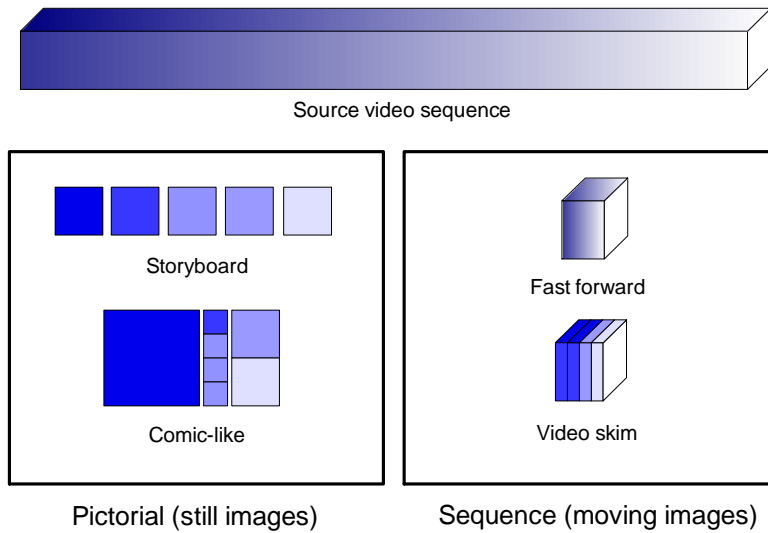 Source video sequence
Storyboard
Comic-like
Pictorial (still images)
Fast forward
Video skim
Sequence (moving images)